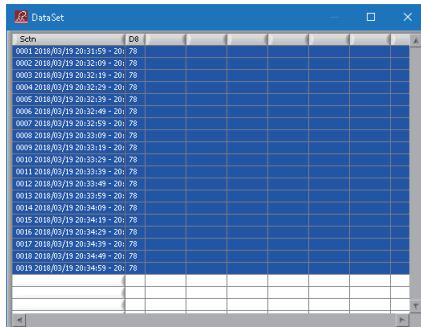 DataSet
Sctn D8
0001 2018/03/19 20:31:59 - 20: 78
0002 2018/03/19 20:32:09 - 20: 78
0003 2018/03/19 20:32:19 - 20: 78
0004 2018/03/19 20:32:29 - 20: 78
0005 2018/03/19 20:32:39 - 20: 78
0006 2018/03/19 20:32:49 - 20: 78
0007 2018/03/19 20:32:59 - 20: 78
0008 2018/03/19 20:33:09 - 20: 78
0009 2018/03/19 20:33:19 - 20: 78
0010 2018/03/19 20:33:29 - 20: 78
0011 2018/03/19 20:33:39 - 20: 78
0012 2018/03/19 20:33:49 - 20: 78
0013 2018/03/19 20:33:59 - 20: 78
0014 2018/03/19 20:34:09 - 20: 78
0015 2018/03/19 20:34:19 - 20: 78
0016 2018/03/19 20:34:29 - 20: 78
0017 2018/03/19 20:34:39 - 20: 78
0018 2018/03/19 20:34:49 - 20: 78
0019 2018/03/19 20:34:59 - 20: 78